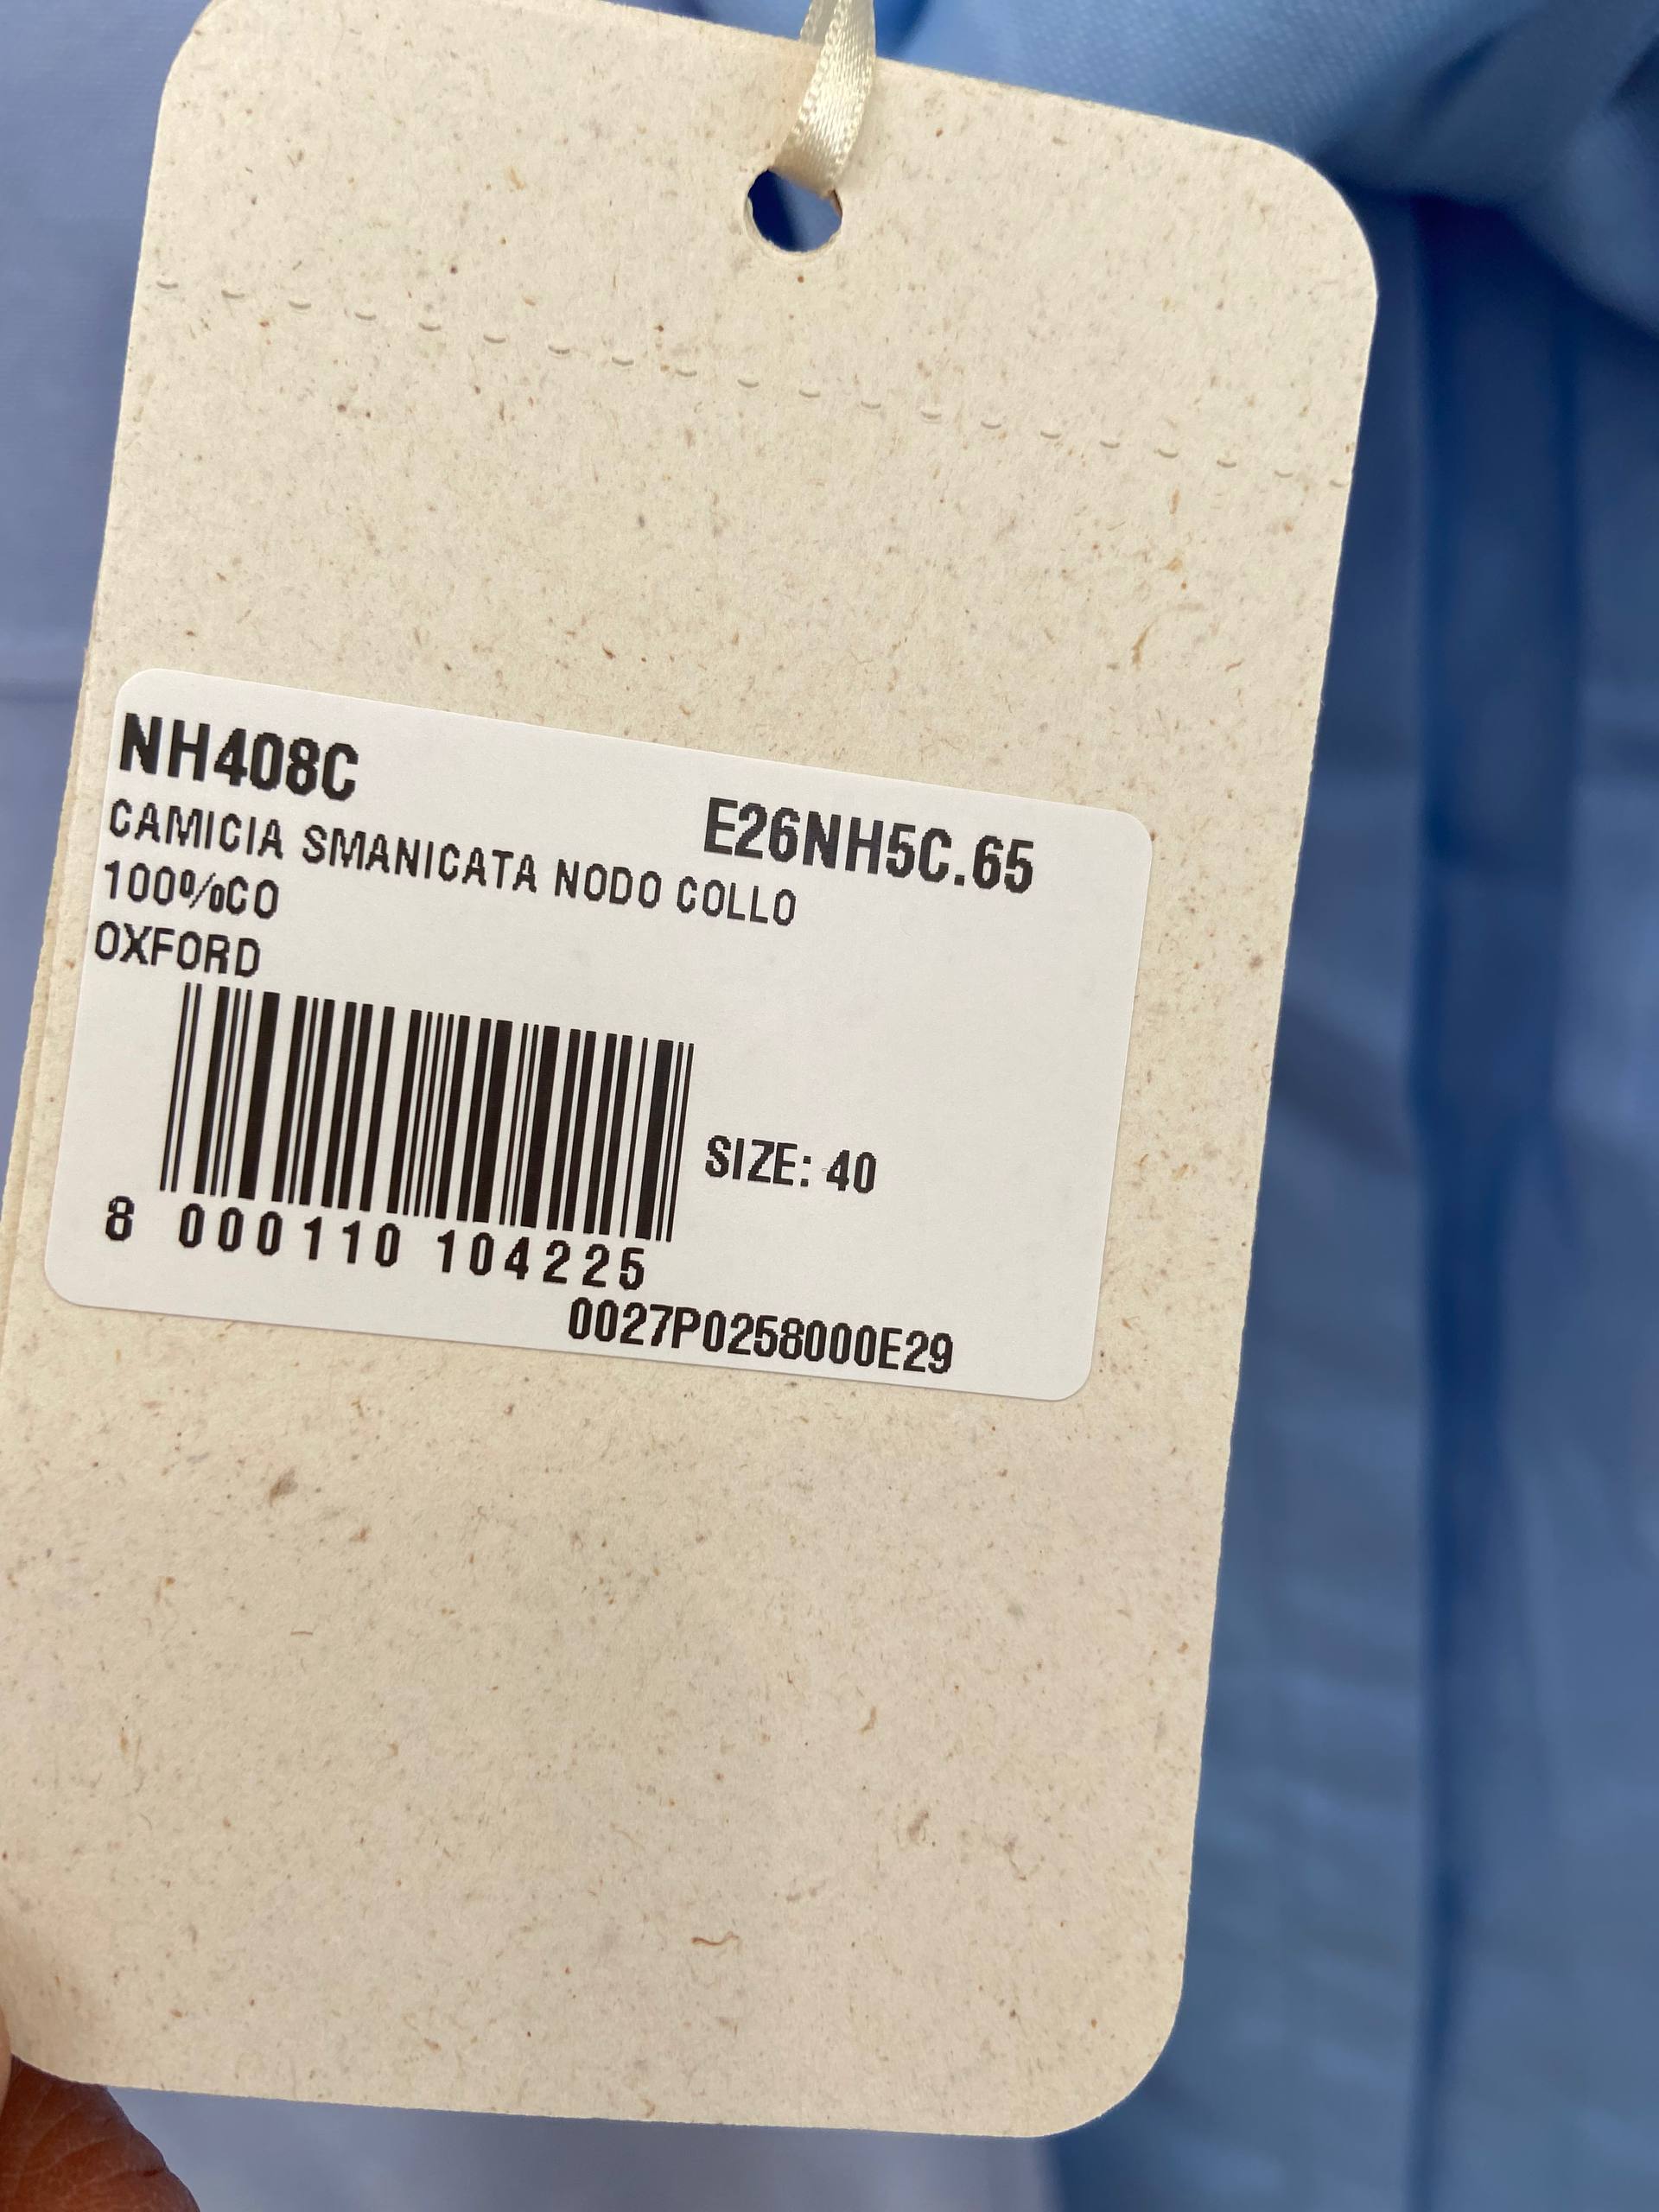 NH408C
E26NH5C.65
CAMICIA SMANICATA NODO COLLO
100%CO
OXFORD
SIZE: 40
8 000110 104225
0027P0258000E29